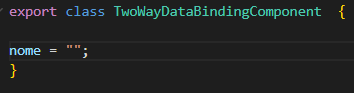 export class TwoWayDataBindingComponent  {
nome = "";
}